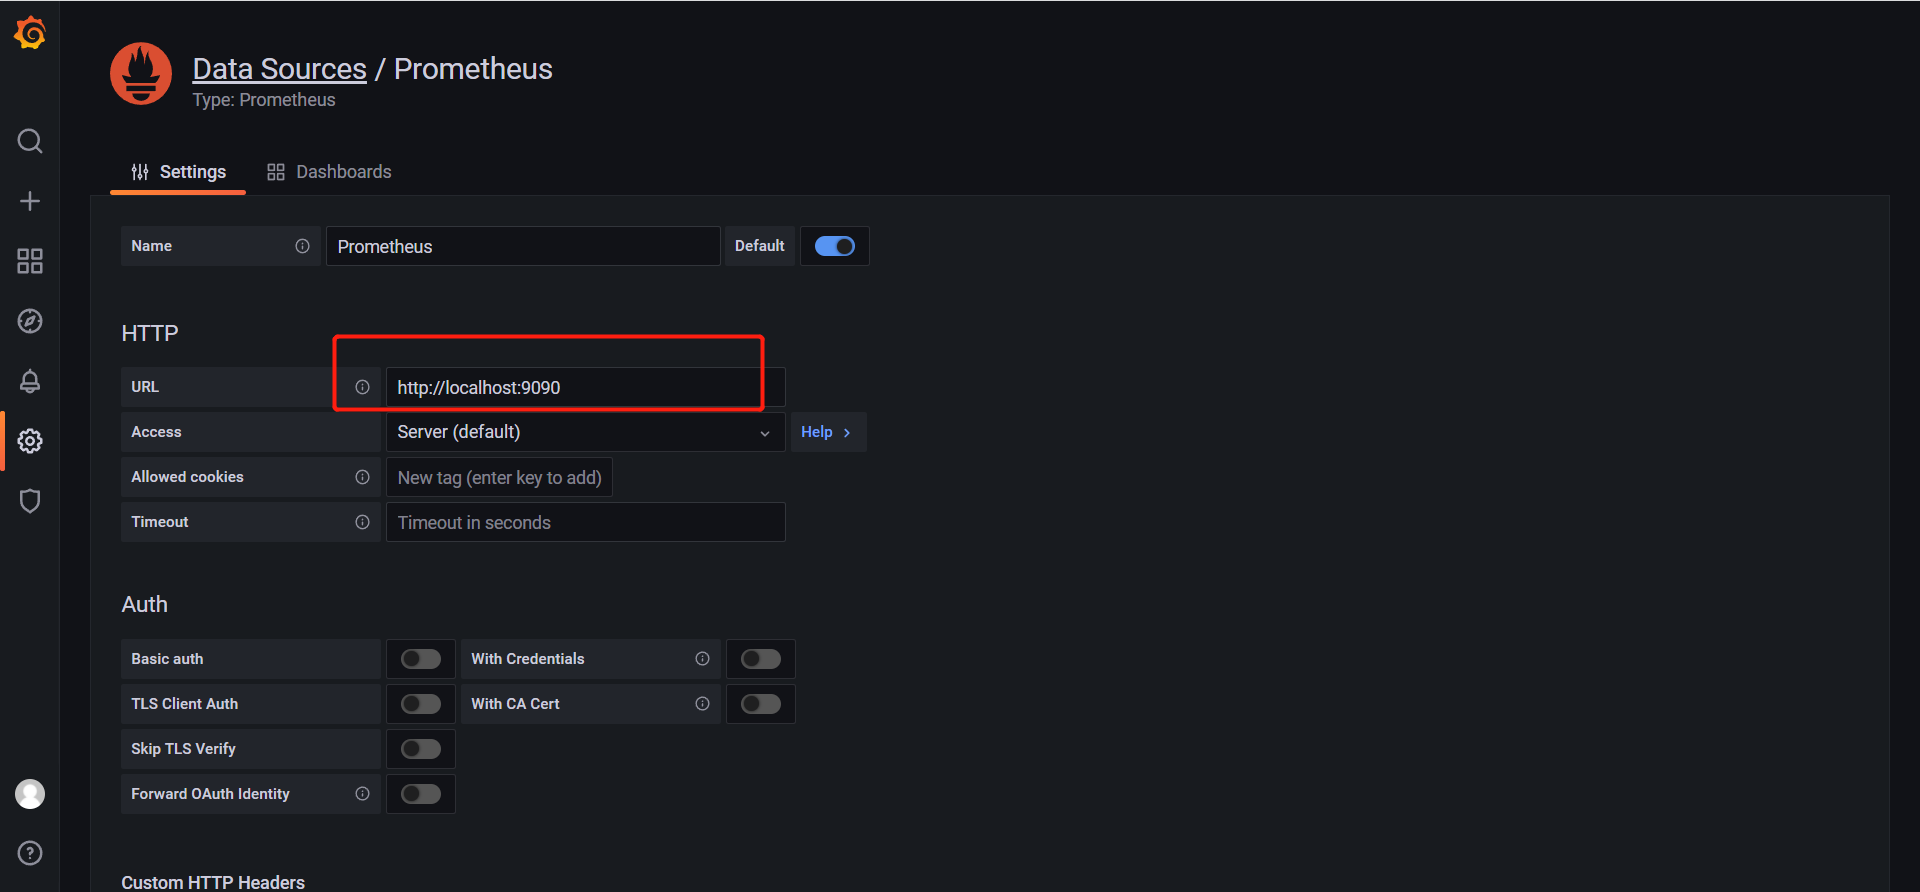 Data Sources / Prometheus
Type: Prometheus
Settings Dashboards
Name Prometheus Default
HTTP
URL http://localhost:9090
Access Server (default) Help
Allowed cookies New tag (enter key to add)
Timeout Timeout in seconds
Auth
Basic auth With Credentials
TLS Client Auth With CA Cert
Skip TLS Verify
Forward OAuth Identity
Custom HTTP Headers